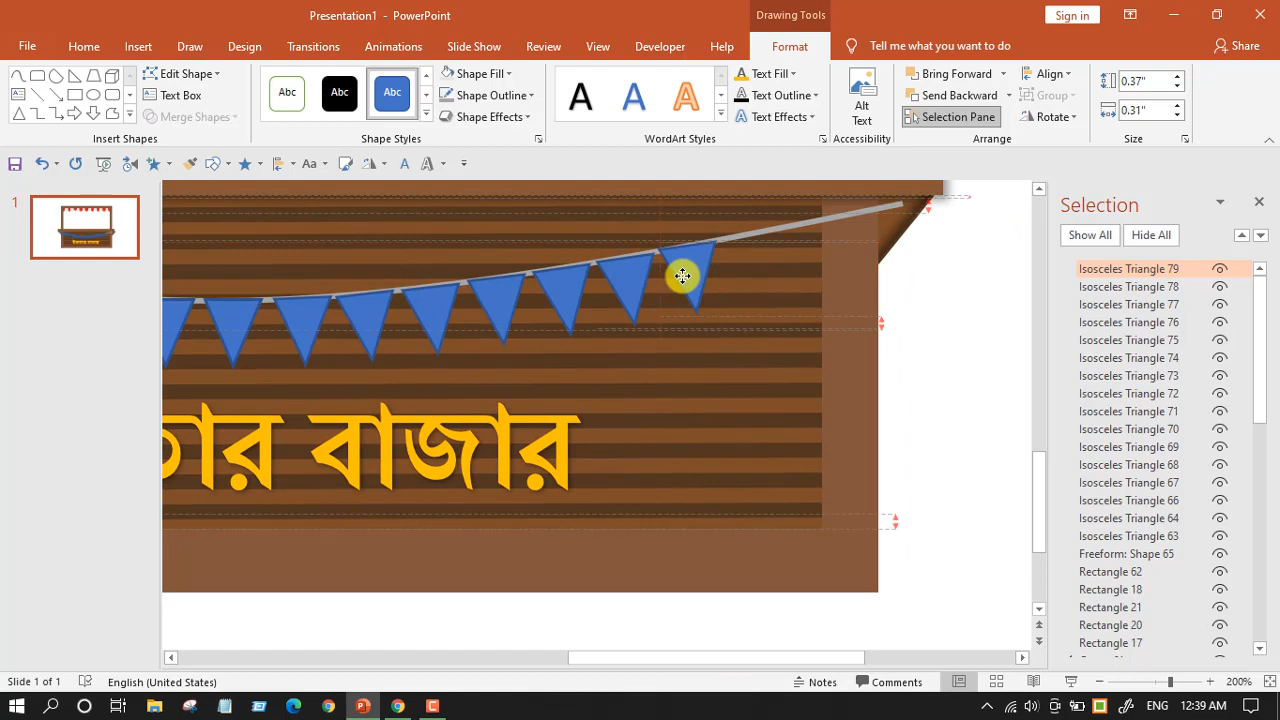 Presentation1 - PowerPoint
Drawing Tools
Sign in
File
Home
Insert
Draw
Design
Transitions
Animations
Slide Show
Review
View
Developer
Help
Format
Tell me what you want to do
Share
Edit Shape
Text Box
Merge Shapes
Insert Shapes
Abc
Abc
Abc
Shape Fill
Shape Outline
Shape Effects
Shape Styles
A
A
A
Text Fill
Text Outline
Text Effects
WordArt Styles
Alt
Text
Accessibility
Bring Forward
Send Backward
Selection Pane
Align
Group
Rotate
Arrange
0.37"
0.31"
Size
Aa
A
A
1
বাজার
Selection
Show All
Hide All
Isosceles Triangle 79
Isosceles Triangle 78
Isosceles Triangle 77
Isosceles Triangle 76
Isosceles Triangle 75
Isosceles Triangle 74
Isosceles Triangle 73
Isosceles Triangle 72
Isosceles Triangle 71
Isosceles Triangle 70
Isosceles Triangle 69
Isosceles Triangle 68
Isosceles Triangle 67
Isosceles Triangle 66
Isosceles Triangle 64
Isosceles Triangle 63
Freeform: Shape 65
Rectangle 62
Rectangle 18
Rectangle 21
Rectangle 20
Rectangle 17
Slide 1 of 1
English (United States)
Notes
Comments
200%
ENG
12:39 AM